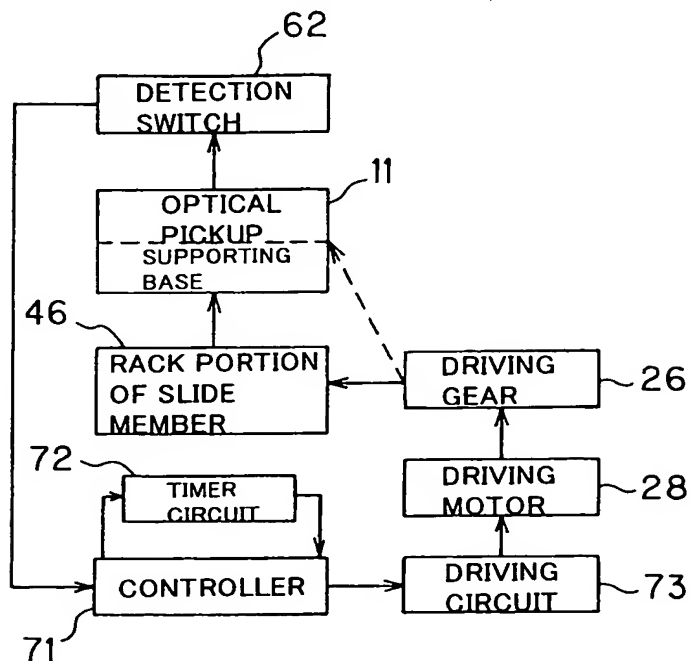 62
DETECTION
SWITCH
11
OPTICAL
PICKUP
SUPPORTING
BASE
46
RACK PORTION
OF SLIDE
MEMBER
DRIVING
GEAR
26
72
TIMER
CIRCUIT
DRIVING
MOTOR
28
CONTROLLER
71
DRIVING
CIRCUIT
73